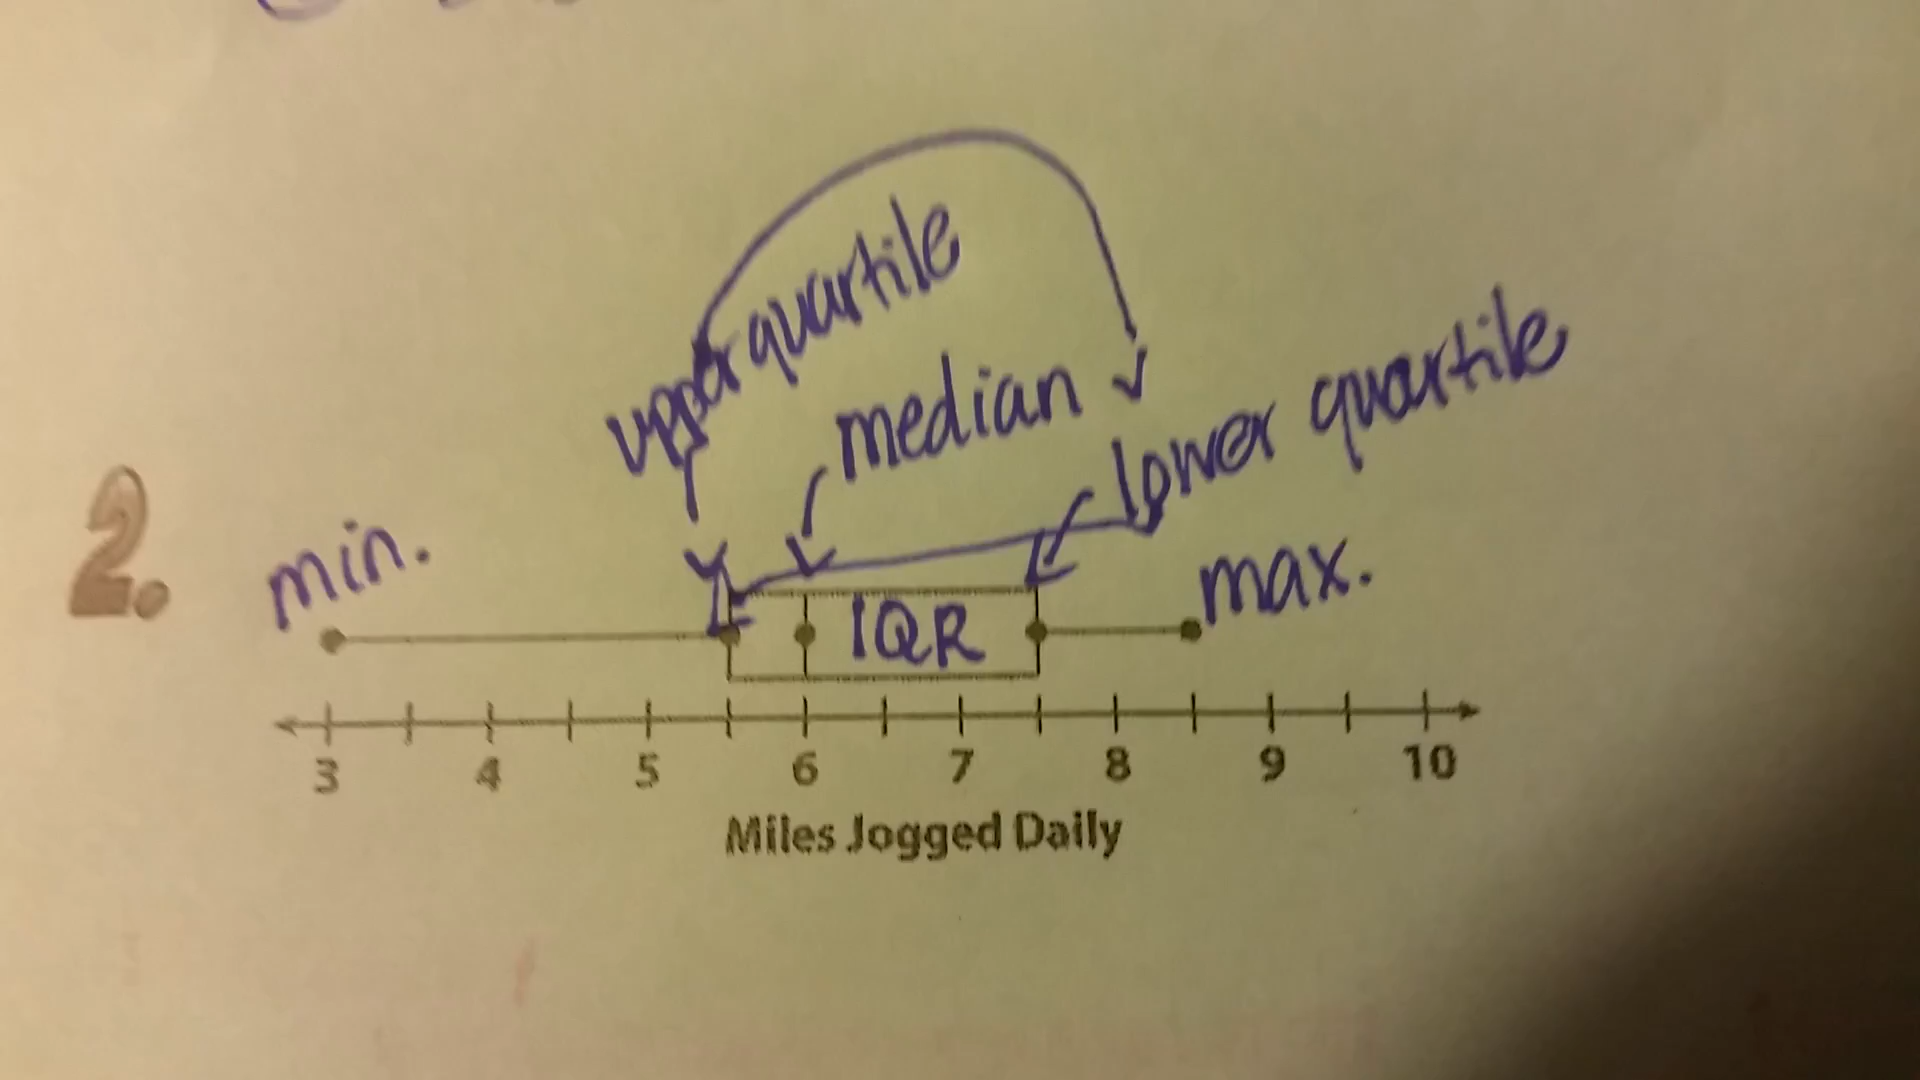 upper quartile
median
lower quartile
2.
min.
max.
IQR
3 4 5 6 7 8 9 10
Miles Jogged Daily